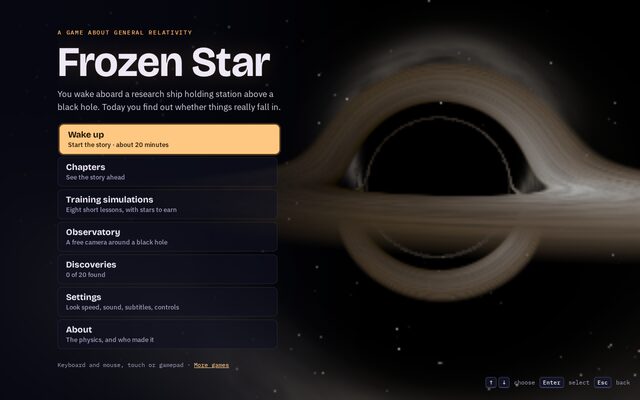 A GAME ABOUT GENERAL RELATIVITY
Frozen Star
You wake aboard a research ship holding station above a
black hole. Today you find out whether things really fall in.
Wake up
Start the story · about 20 minutes
Chapters
See the story ahead
Training simulations
Eight short lessons, with stars to earn
Observatory
A free camera around a black hole
Discoveries
0 of 20 found
Settings
Look speed, sound, subtitles, controls
About
The physics, and who made it
Keyboard and mouse, touch or gamepad · More games
↑ ↓ choose Enter select Esc back